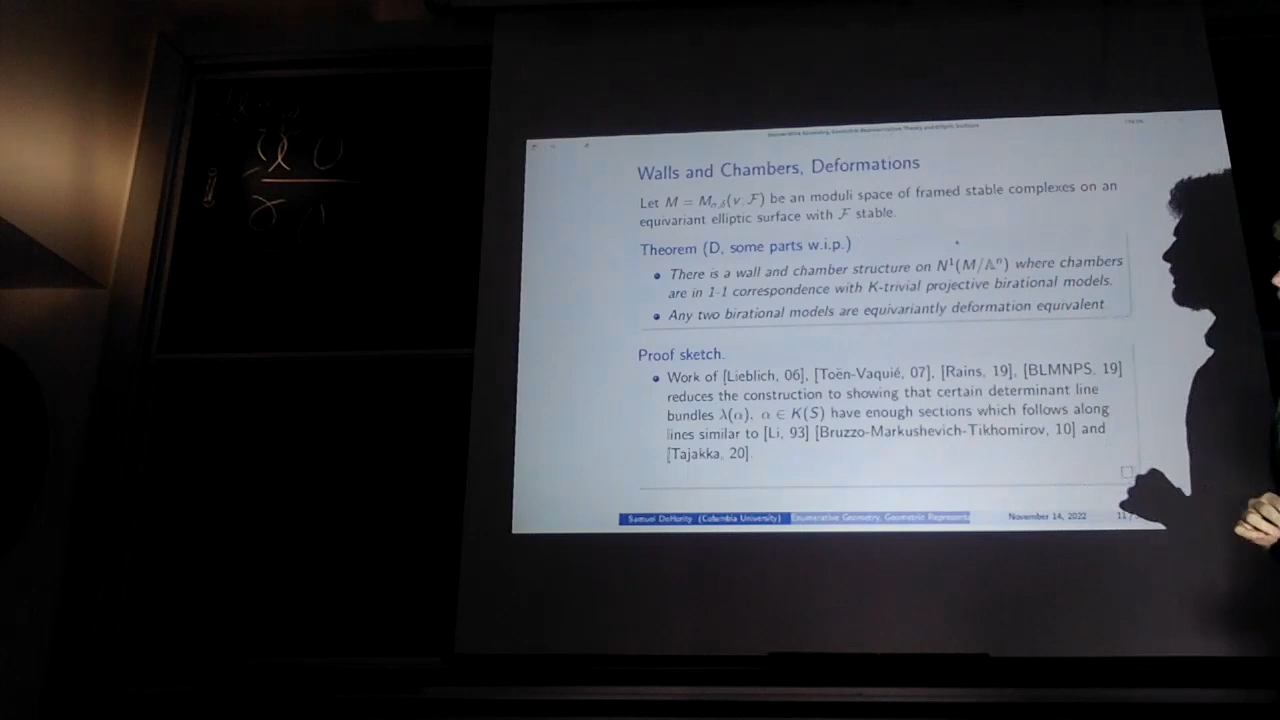 Walls and Chambers, Deformations
Let M = M_{α,δ}(v, F) be an moduli space of framed stable complexes on an
equivariant elliptic surface with F stable.
Theorem (D, some parts w.i.p.)
• There is a wall and chamber structure on N¹(M/𝔸ⁿ) where chambers
are in 1-1 correspondence with K-trivial projective birational models.
• Any two birational models are equivariantly deformation equivalent
Proof sketch.
• Work of [Lieblich, 06], [Toën-Vaquié, 07], [Rains, 19], [BLMNPS, 19]
reduces the construction to showing that certain determinant line
bundles λ(α), α ∈ K(S) have enough sections which follows along
lines similar to [Li, 93] [Bruzzo-Markushevich-Tikhomirov, 10] and
[Tajakka, 20].
Samuel DeHority (Columbia University) Enumerative Geometry, Geometric Representa November 14, 2022 11 /